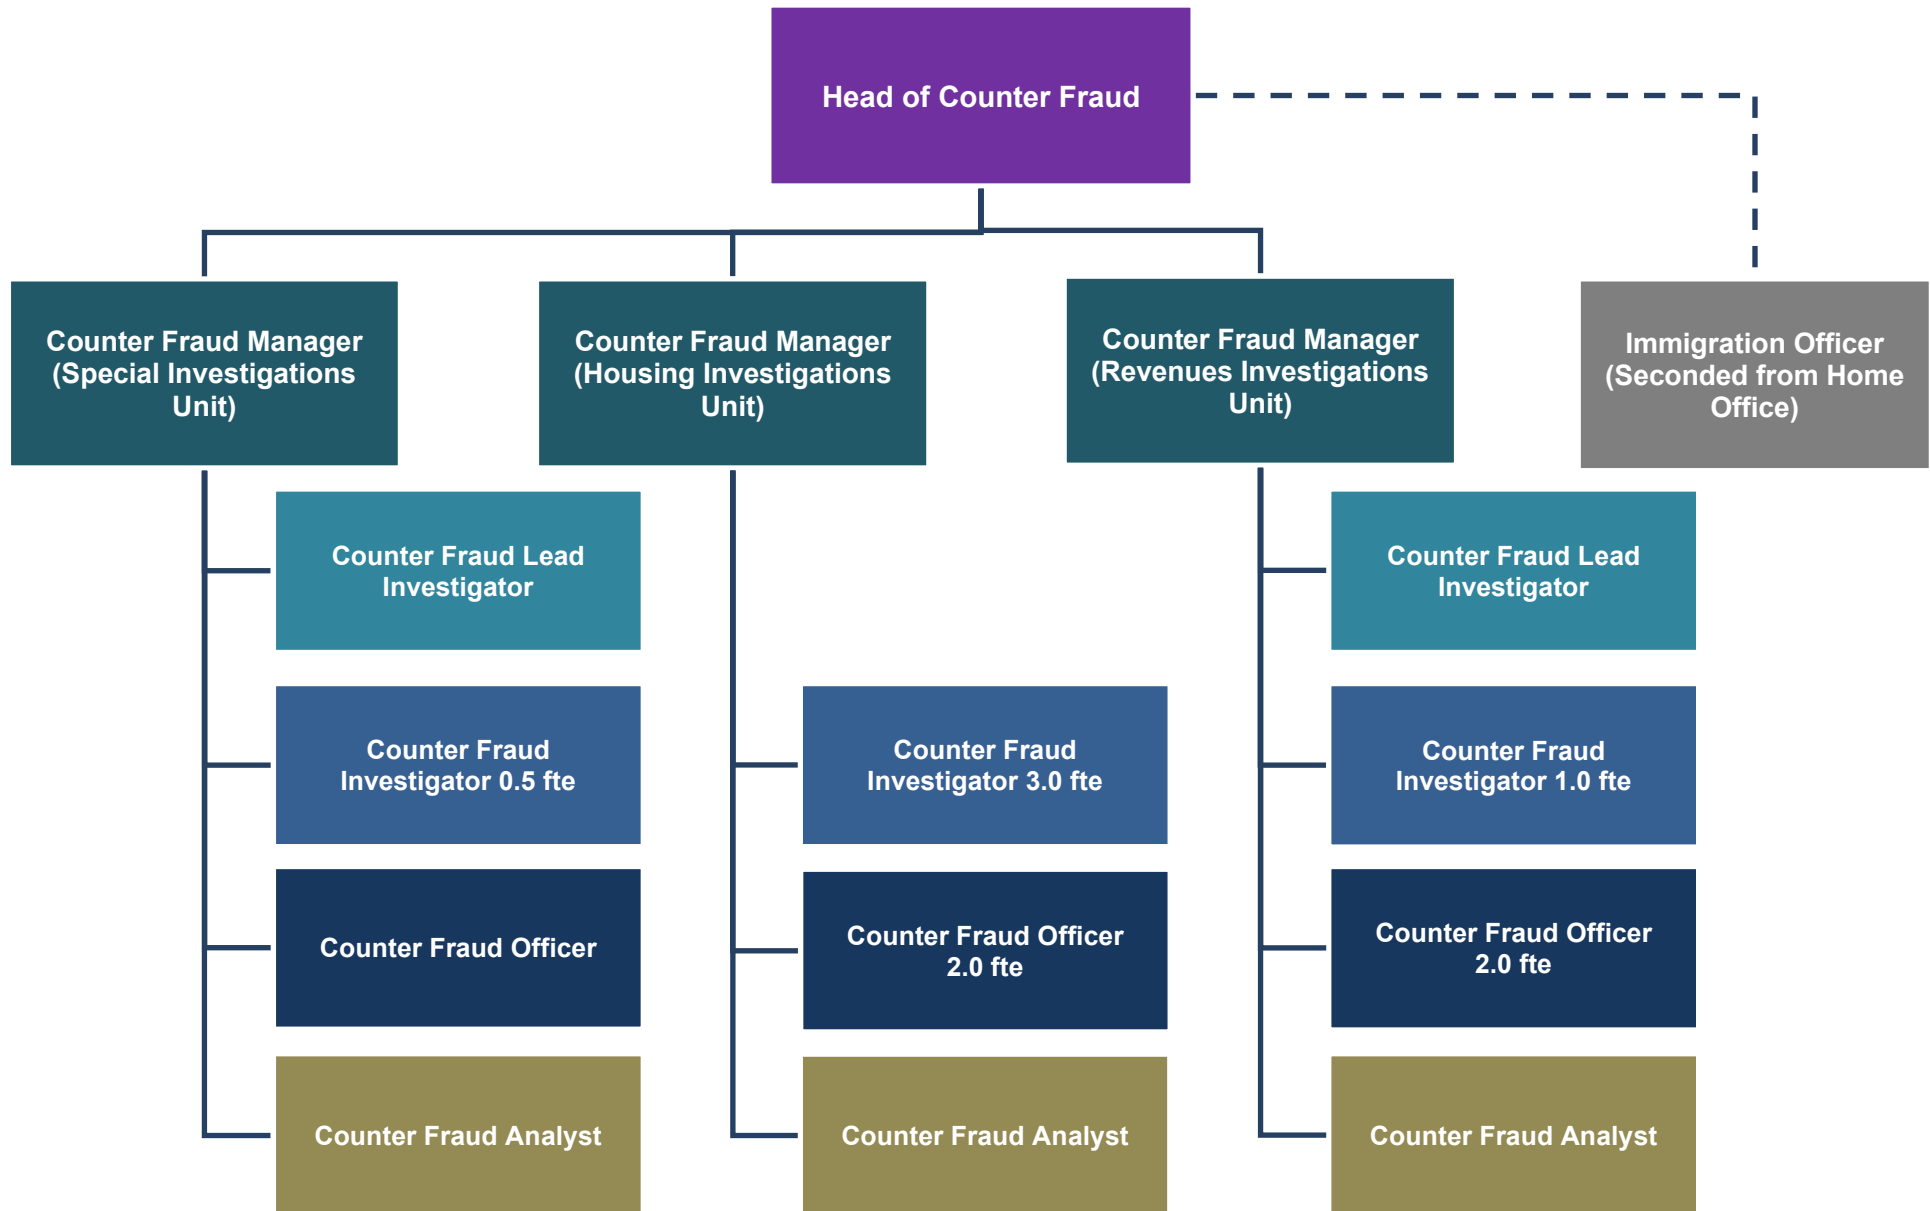 Head of Counter Fraud
Counter Fraud Manager
(Special Investigations
Unit)
Counter Fraud Manager
(Housing Investigations
Unit)
Counter Fraud Manager
(Revenues Investigations
Unit)
Immigration Officer
(Seconded from Home
Office)
Counter Fraud Lead
Investigator
Counter Fraud Lead
Investigator
Counter Fraud
Investigator 0.5 fte
Counter Fraud
Investigator 3.0 fte
Counter Fraud
Investigator 1.0 fte
Counter Fraud Officer
Counter Fraud Officer
2.0 fte
Counter Fraud Officer
2.0 fte
Counter Fraud Analyst
Counter Fraud Analyst
Counter Fraud Analyst